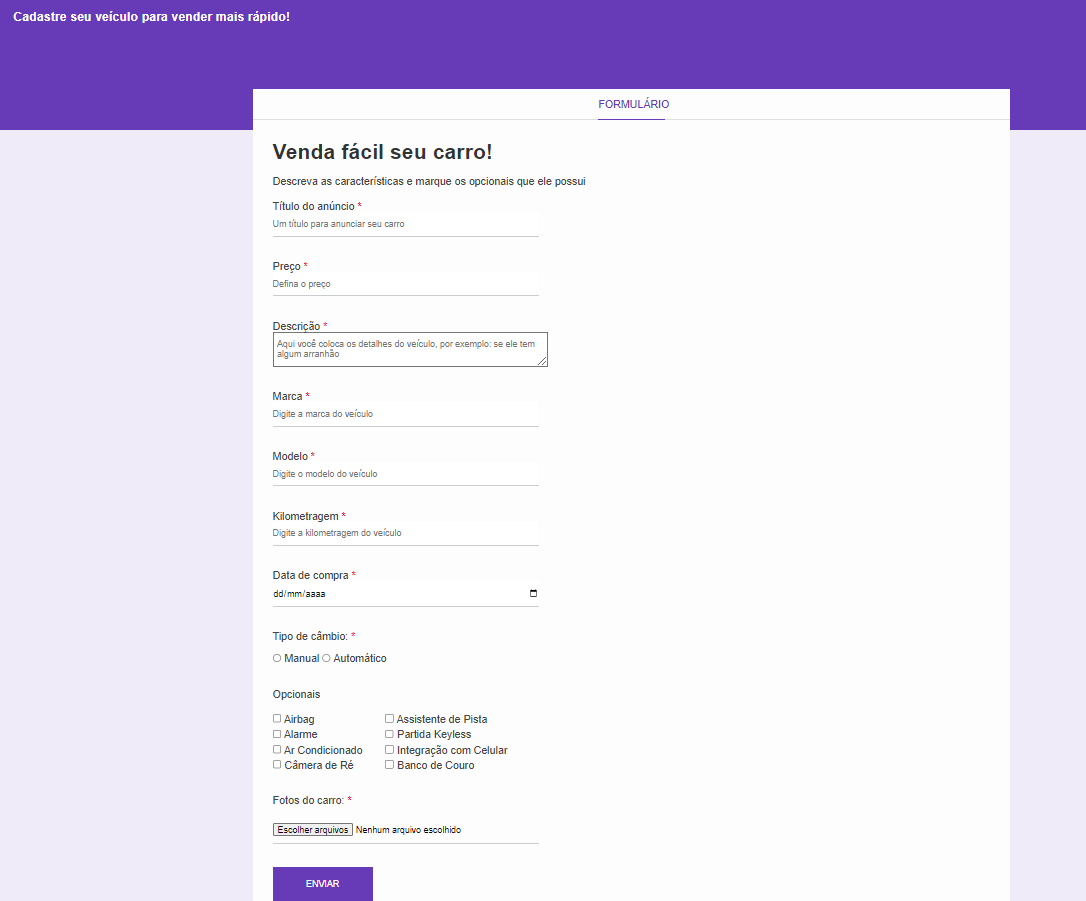 Cadastre seu veículo para vender mais rápido!
FORMULÁRIO
Venda fácil seu carro!
Descreva as características e marque os opcionais que ele possui
Título do anúncio *
Um título para anunciar seu carro
Preço *
Defina o preço
Descrição *
Aqui você coloca os detalhes do veículo, por exemplo: se ele tem
algum arranhão
Marca *
Digite a marca do veículo
Modelo *
Digite o modelo do veículo
Kilometragem *
Digite a kilometragem do veículo
Data de compra *
dd/mm/aaaa
Tipo de câmbio: *
Manual Automático
Opcionais
Airbag Assistente de Pista
Alarme Partida Keyless
Ar Condicionado Integração com Celular
Câmera de Ré Banco de Couro
Fotos do carro: *
Escolher arquivos Nenhum arquivo escolhido
ENVIAR